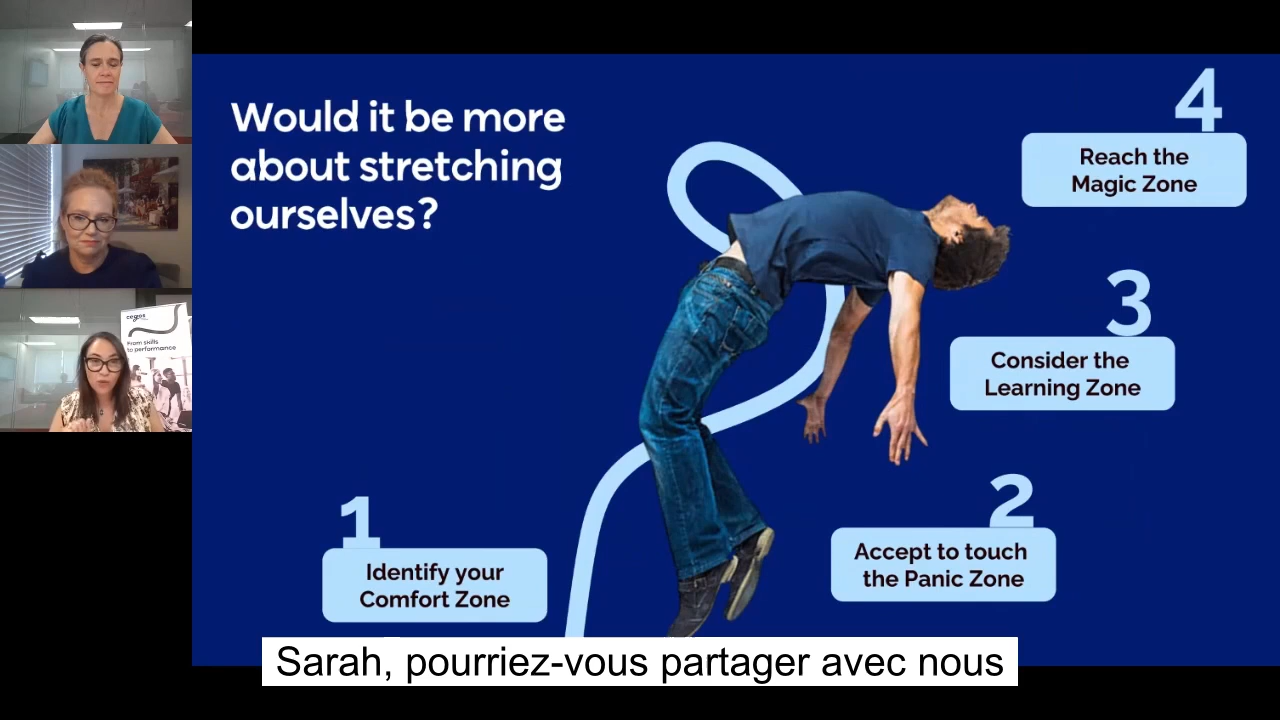 Would it be more
about stretching
ourselves?
4
Reach the
Magic Zone
3
Consider the
Learning Zone
2
Accept to touch
the Panic Zone
1
Identify your
Comfort Zone
cegos
From skills
to performance
Sarah, pourriez-vous partager avec nous